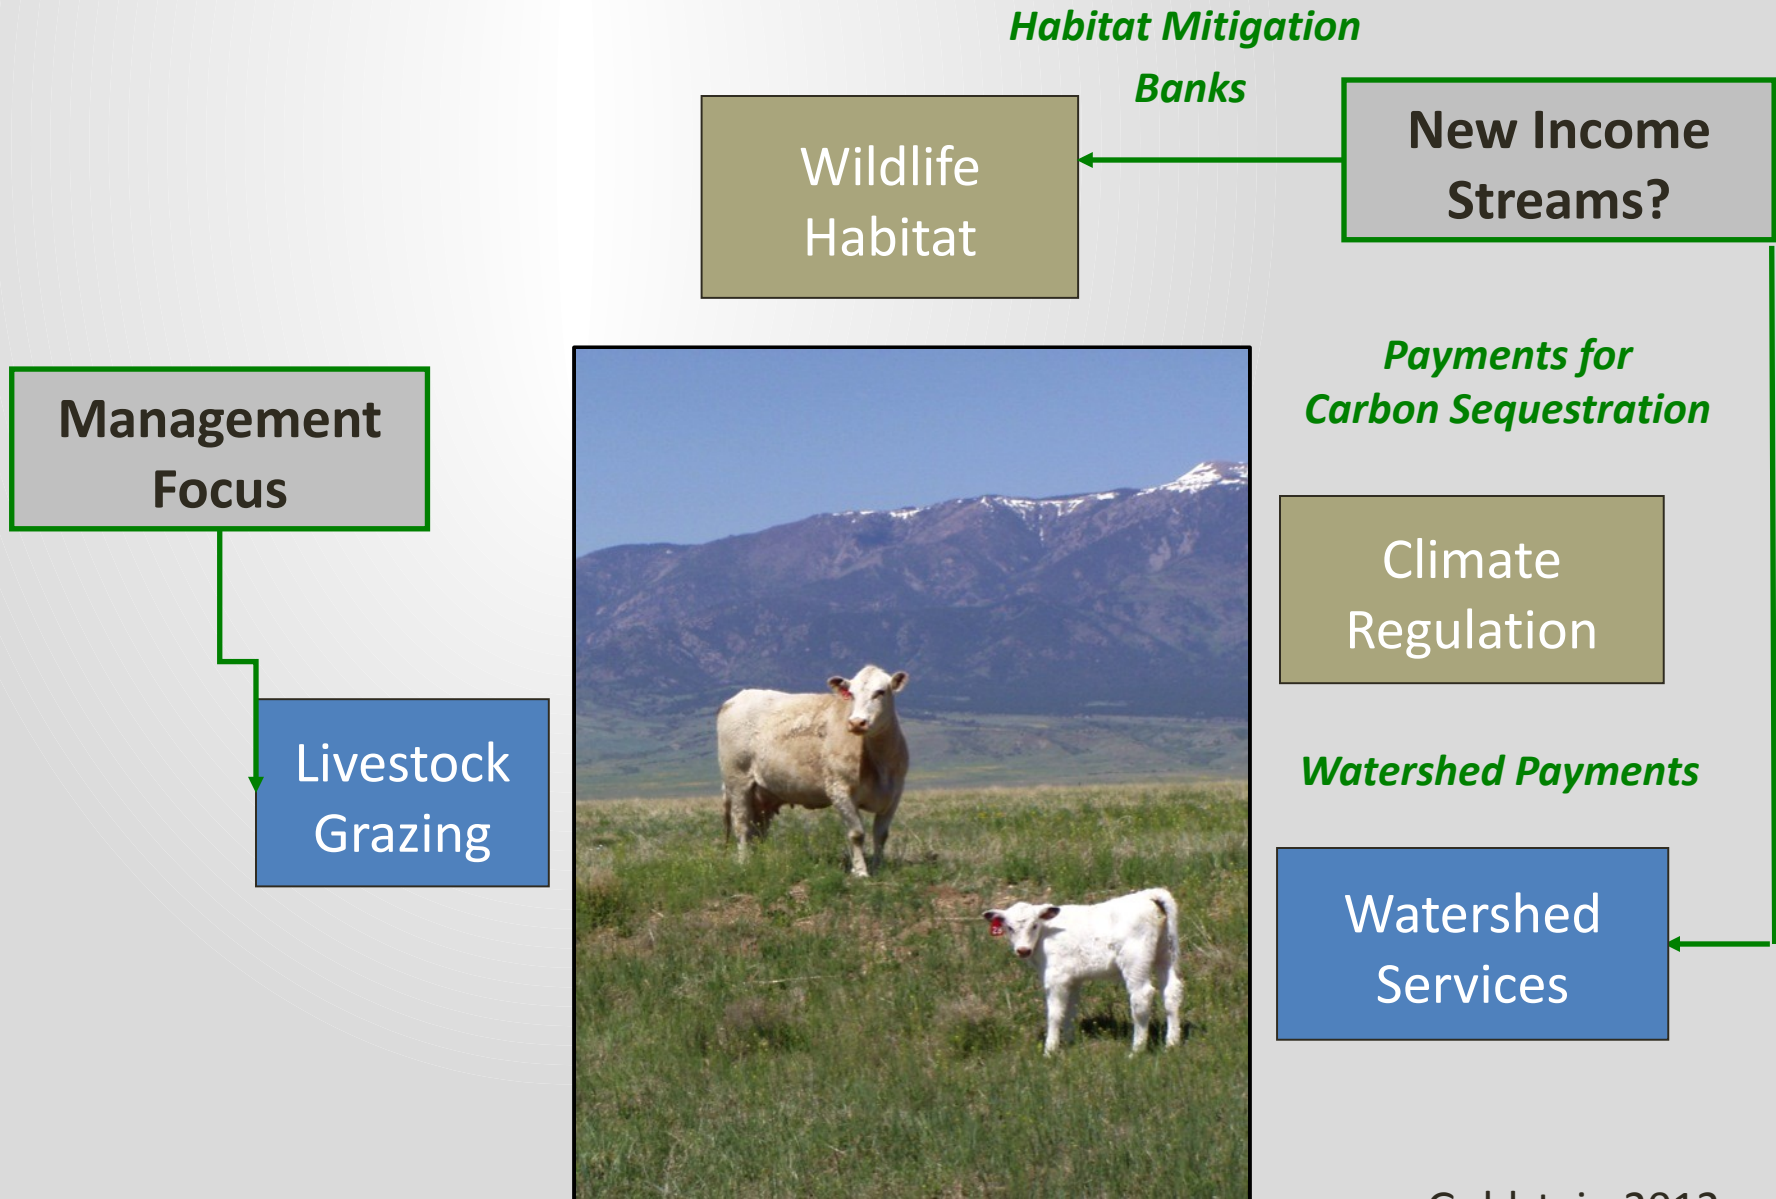 Habitat Mitigation
Banks
New Income
Streams?
Wildlife
Habitat
Payments for
Carbon Sequestration
Management
Focus
Climate
Regulation
Livestock
Grazing
Watershed Payments
Watershed
Services